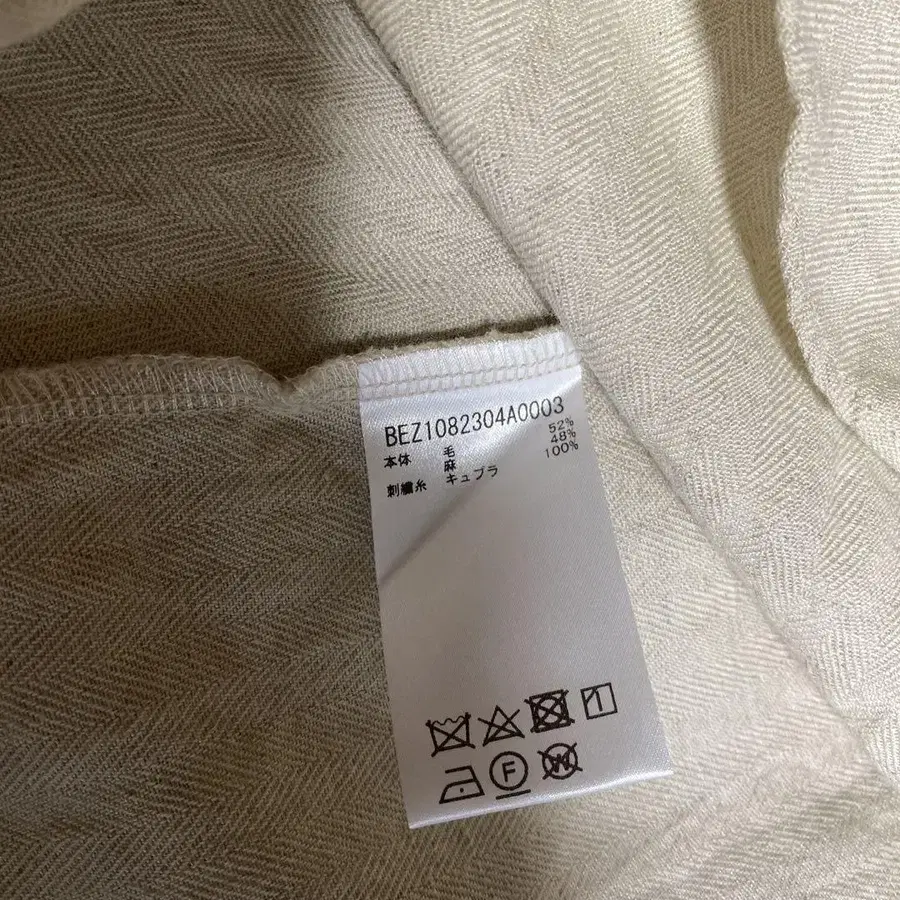 BEZ1082304A0003
本体 毛 52%
麻 48%
刺繍糸 キュプラ 100%
F
W